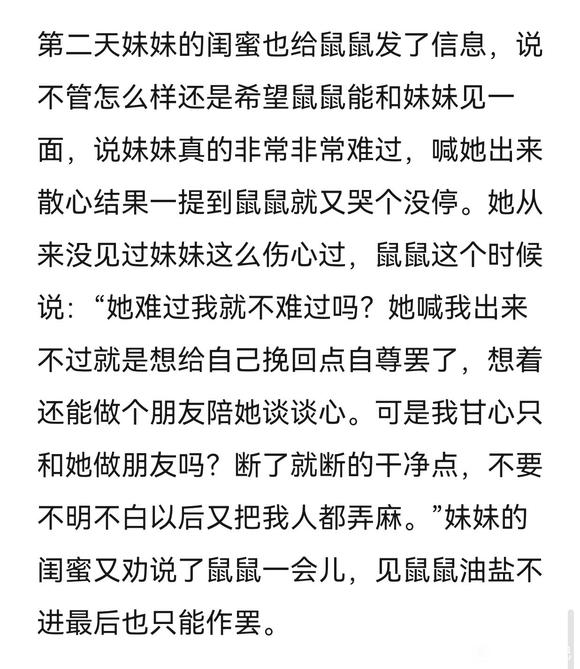 第二天妹妹的闺蜜也给鼠鼠发了信息，说
不管怎么样还是希望鼠鼠能和妹妹见一
面，说妹妹真的非常非常难过，喊她出来
散心结果一提到鼠鼠就又哭个没停。她从
来没见过妹妹这么伤心过，鼠鼠这个时候
说：“她难过我就不难过吗？她喊我出来
不过就是想给自己挽回点自尊罢了，想着
还能做个朋友陪她谈谈心。可是我甘心只
和她做朋友吗？断了就断的干净点，不要
不明不白以后又把我人都弄麻。”妹妹的
闺蜜又劝说了鼠鼠一会儿，见鼠鼠油盐不
进最后也只能作罢。